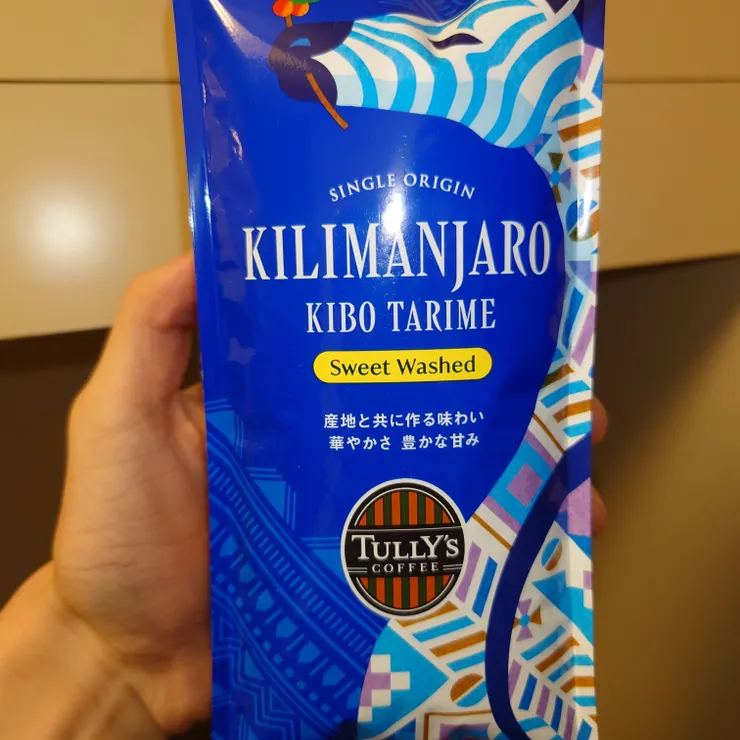 SINGLE ORIGIN
KILIMANJARO
KIBO TARIME
Sweet Washed
産地と共に作る味わい
華やかさ 豊かな甘み
TULLY'S
COFFEE